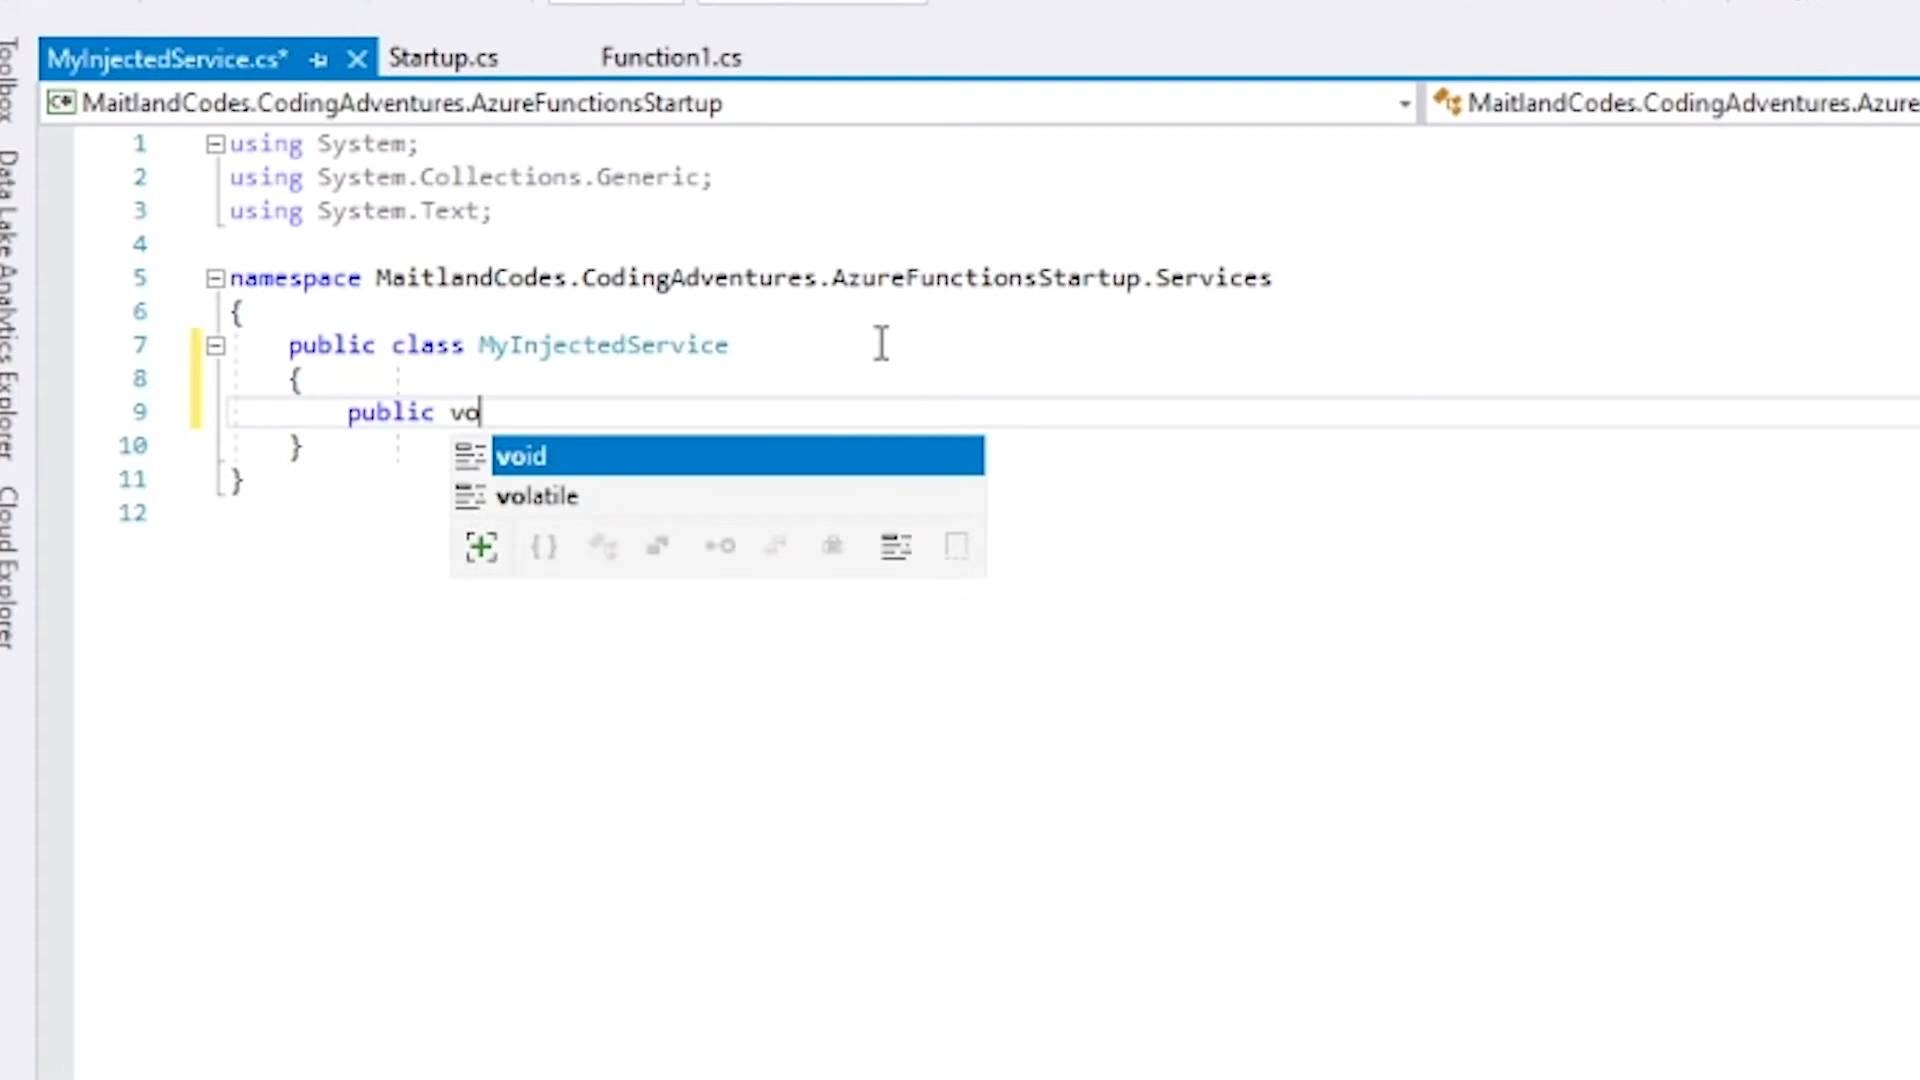 MyInjectedService.cs*
Startup.cs
Function1.cs
C# MaitlandCodes.CodingAdventures.AzureFunctionsStartup
MaitlandCodes.CodingAdventures.Azure
Toolbox
Data Lake Analytics Explorer
Cloud Explorer
1 using System;
2 using System.Collections.Generic;
3 using System.Text;
4
5 namespace MaitlandCodes.CodingAdventures.AzureFunctionsStartup.Services
6 {
7 public class MyInjectedService
8 {
9 public vo
10 }
11 }
12
void
volatile